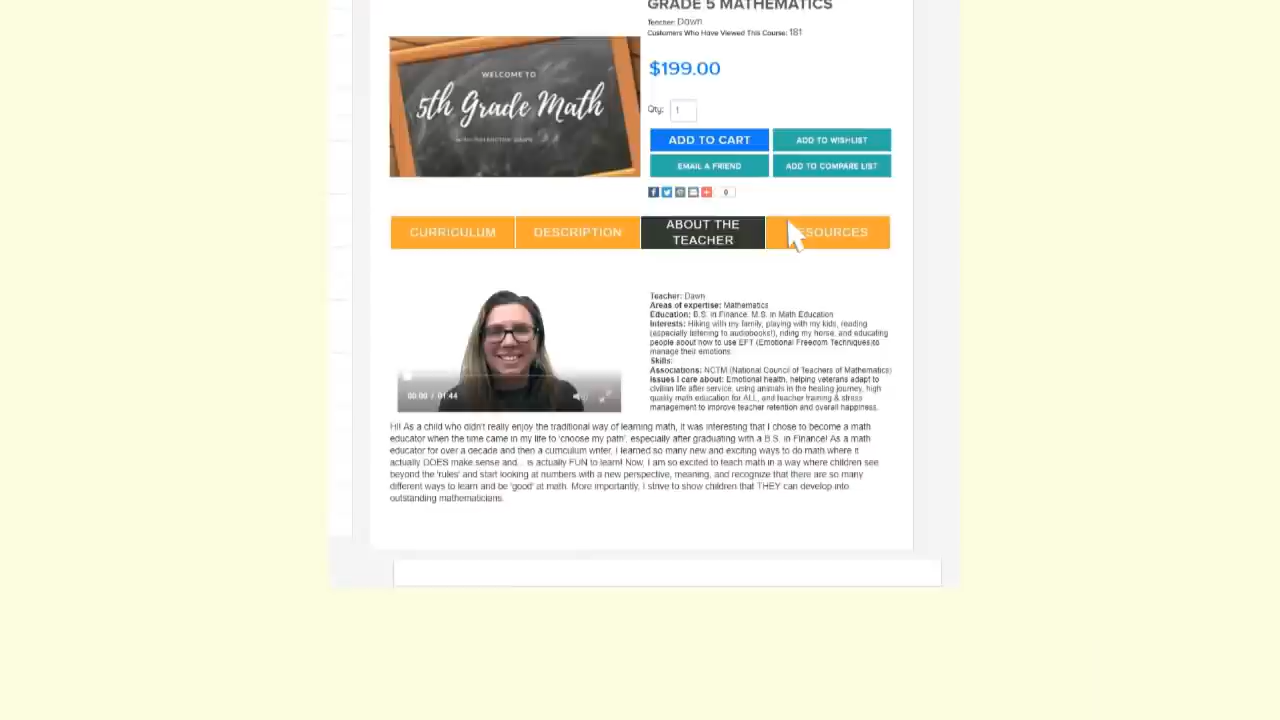 GRADE 5 MATHEMATICS
Teacher: Dawn
Customers Who Have Viewed This Course: 181
WELCOME TO
5th Grade Math
$199.00
Qty: 1
ADD TO CART
ADD TO WISHLIST
EMAIL A FRIEND
ADD TO COMPARE LIST
0
CURRICULUM
DESCRIPTION
ABOUT THE
TEACHER
SOURCES
Teacher: Dawn
Areas of expertise: Mathematics
Education: B.S. in Finance, M.S. in Math Education
Interests: Hiking with my family, playing with my kids, reading
(especially listening to audiobooks!), riding my horse, and educating
people about how to use EFT (Emotional Freedom Techniques)to
manage their emotions.
Skills:
Associations: NCTM (National Council of Teachers of Mathematics)
Issues I care about: Emotional health, helping veterans adapt to
civilian life after service, using animals in the healing journey, high
quality math education for ALL, and teacher training & stress
management to improve teacher retention and overall happiness.
00:00 / 01:44
Hi! As a child who didn't really enjoy the traditional way of learning math, it was interesting that I chose to become a math
educator when the time came in my life to 'choose my path', especially after graduating with a B.S. in Finance! As a math
educator for over a decade and then a curriculum writer, I learned so many new and exciting ways to do math where it
actually DOES make sense and... is actually FUN to learn! Now, I am so excited to teach math in a way where children see
beyond the 'rules' and start looking at numbers with a new perspective, meaning, and recognize that there are so many
different ways to learn and be 'good' at math. More importantly, I strive to show children that THEY can develop into
outstanding mathematicians.